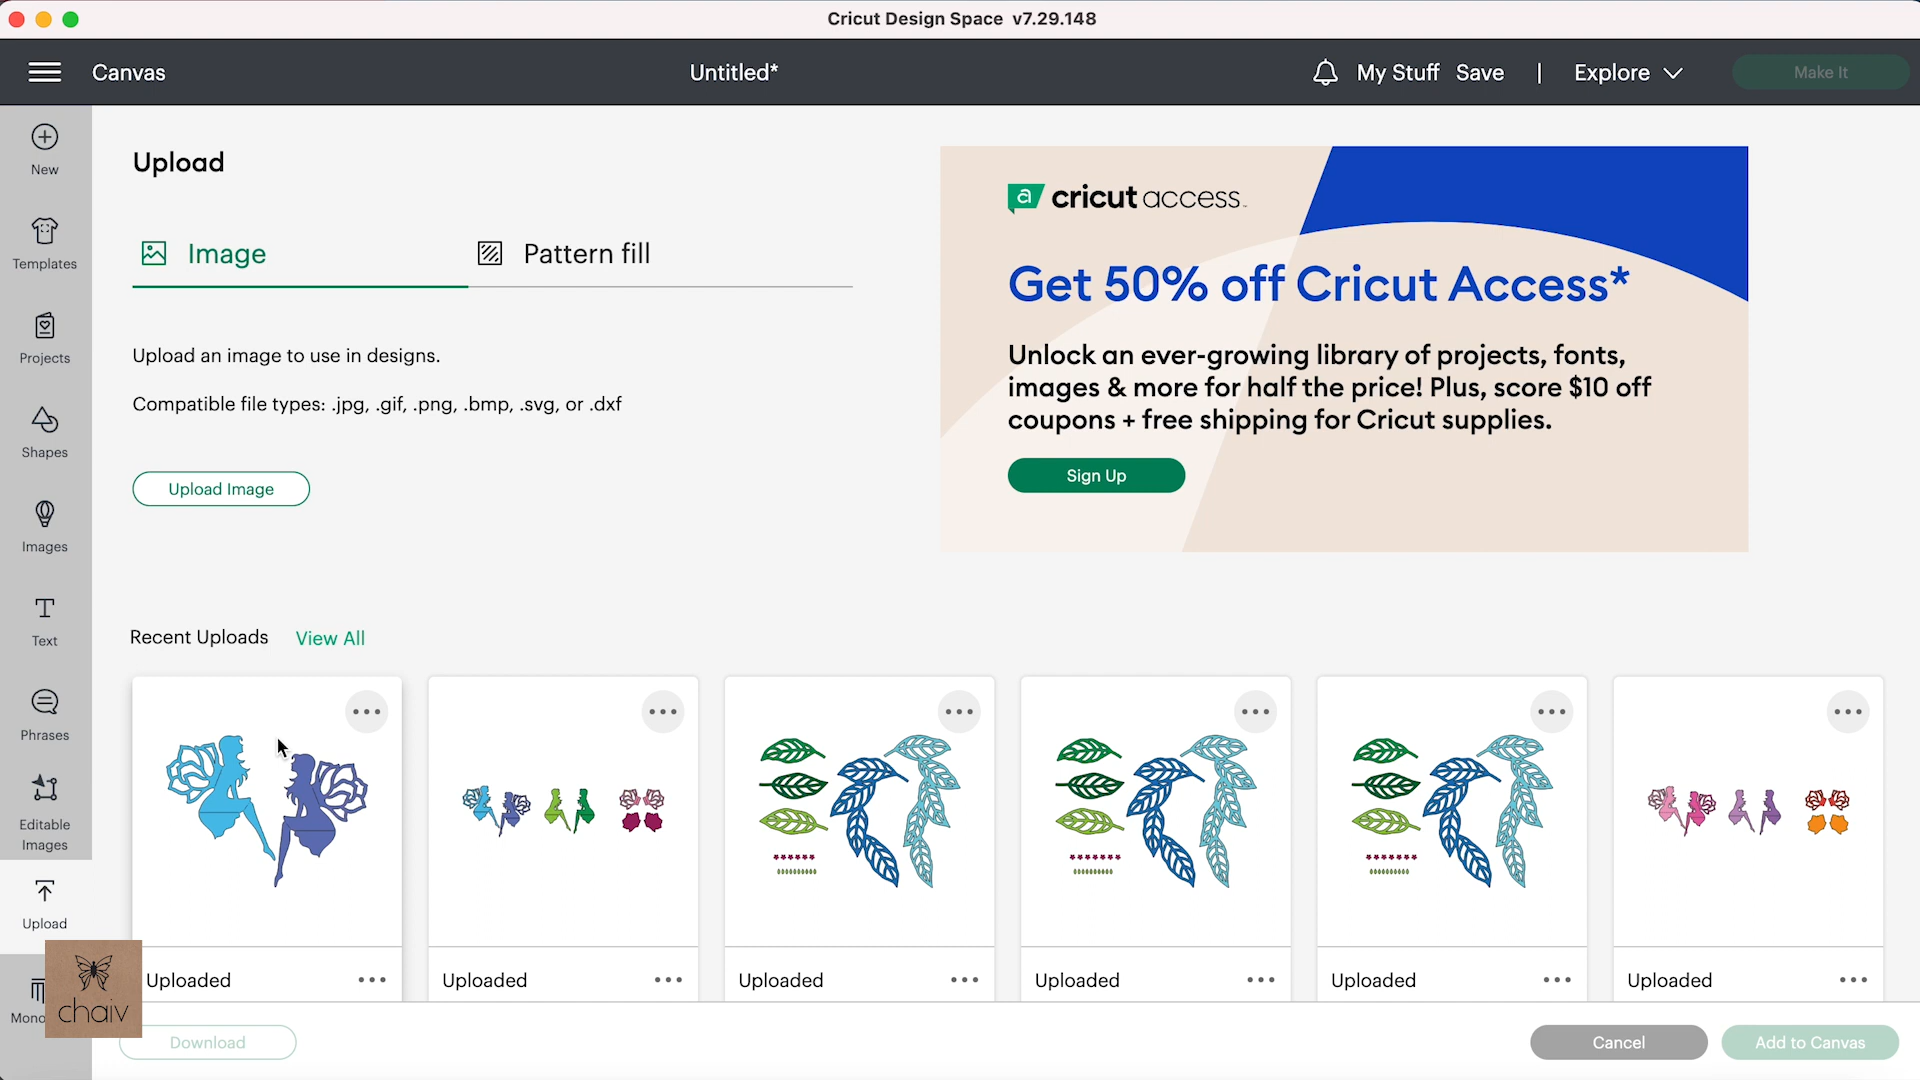 Cricut Design Space v7.29.148
Canvas
Untitled*
My Stuff
Save
Explore
Make It
New
Templates
Projects
Shapes
Images
Text
Phrases
Editable
Images
Upload
Mono
chaiv
Upload
Image
Pattern fill
Upload an image to use in designs.
Compatible file types: .jpg, .gif, .png, .bmp, .svg, or .dxf
Upload Image
a cricut access
Get 50% off Cricut Access*
Unlock an ever-growing library of projects, fonts,
images & more for half the price! Plus, score $10 off
coupons + free shipping for Cricut supplies.
Sign Up
Recent Uploads View All
Uploaded
Uploaded
Uploaded
Uploaded
Uploaded
Uploaded
Download
Cancel
Add to Canvas